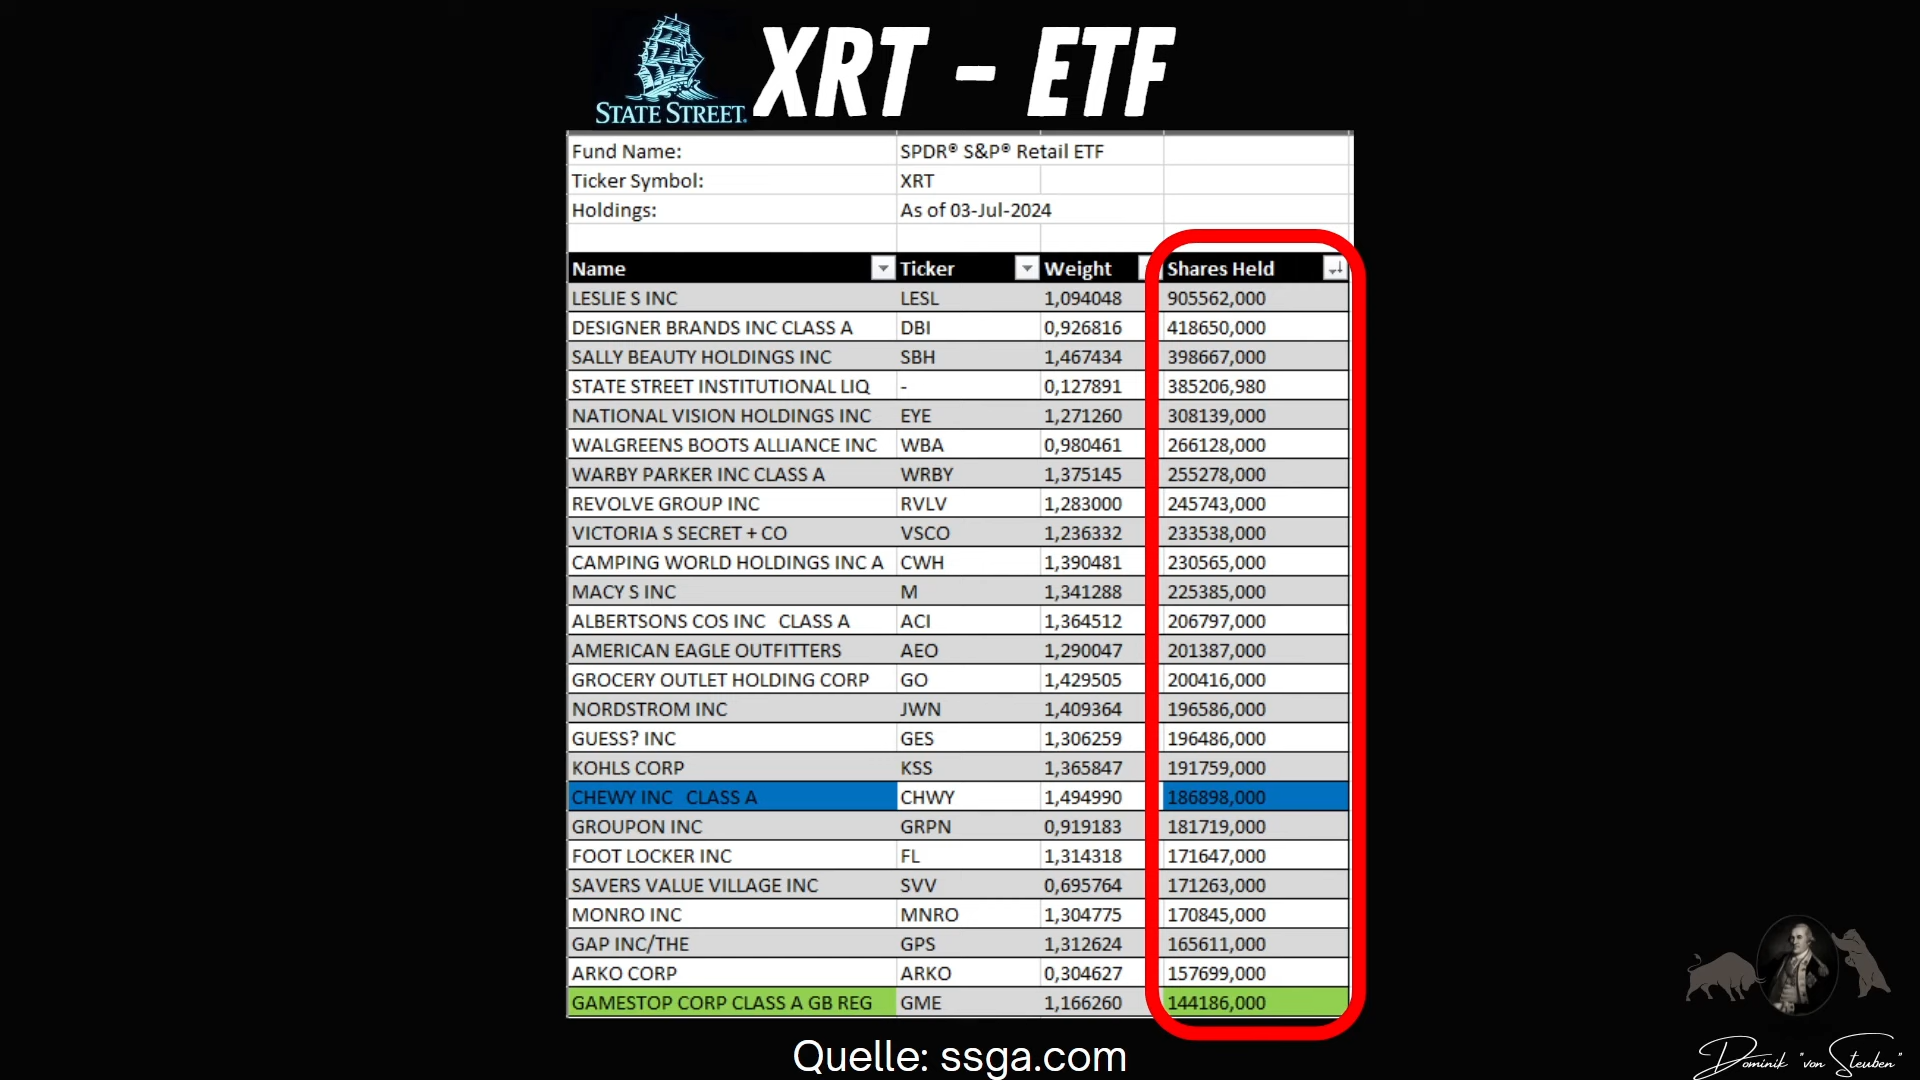 STATE STREET.
XRT - ETF
Fund Name: SPDR® S&P® Retail ETF
Ticker Symbol: XRT
Holdings: As of 03-Jul-2024
Name Ticker Weight Shares Held
LESLIE S INC LESL 1,094048 905562,000
DESIGNER BRANDS INC CLASS A DBI 0,926816 418650,000
SALLY BEAUTY HOLDINGS INC SBH 1,467434 398667,000
STATE STREET INSTITUTIONAL LIQ - 0,127891 385206,980
NATIONAL VISION HOLDINGS INC EYE 1,271260 308139,000
WALGREENS BOOTS ALLIANCE INC WBA 0,980461 266128,000
WARBY PARKER INC CLASS A WRBY 1,375145 255278,000
REVOLVE GROUP INC RVLV 1,283000 245743,000
VICTORIA S SECRET + CO VSCO 1,236332 233538,000
CAMPING WORLD HOLDINGS INC A CWH 1,390481 230565,000
MACY S INC M 1,341288 225385,000
ALBERTSONS COS INC CLASS A ACI 1,364512 206797,000
AMERICAN EAGLE OUTFITTERS AEO 1,290047 201387,000
GROCERY OUTLET HOLDING CORP GO 1,429505 200416,000
NORDSTROM INC JWN 1,409364 196586,000
GUESS? INC GES 1,306259 196486,000
KOHLS CORP KSS 1,365847 191759,000
CHEWY INC CLASS A CHWY 1,494990 186898,000
GROUPON INC GRPN 0,919183 181719,000
FOOT LOCKER INC FL 1,314318 171647,000
SAVERS VALUE VILLAGE INC SVV 0,695764 171263,000
MONRO INC MNRO 1,304775 170845,000
GAP INC/THE GPS 1,312624 165611,000
ARKO CORP ARKO 0,304627 157699,000
GAMESTOP CORP CLASS A GB REG GME 1,166260 144186,000
Quelle: ssga.com
Dominik "von Steuben"